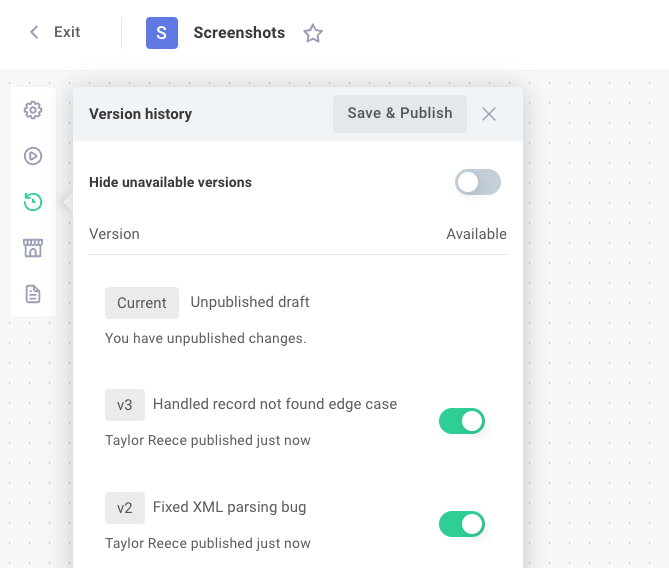 Exit
S
Screenshots
Version history
Save & Publish
Hide unavailable versions
Version Available
Current Unpublished draft
You have unpublished changes.
v3 Handled record not found edge case
Taylor Reece published just now
v2 Fixed XML parsing bug
Taylor Reece published just now